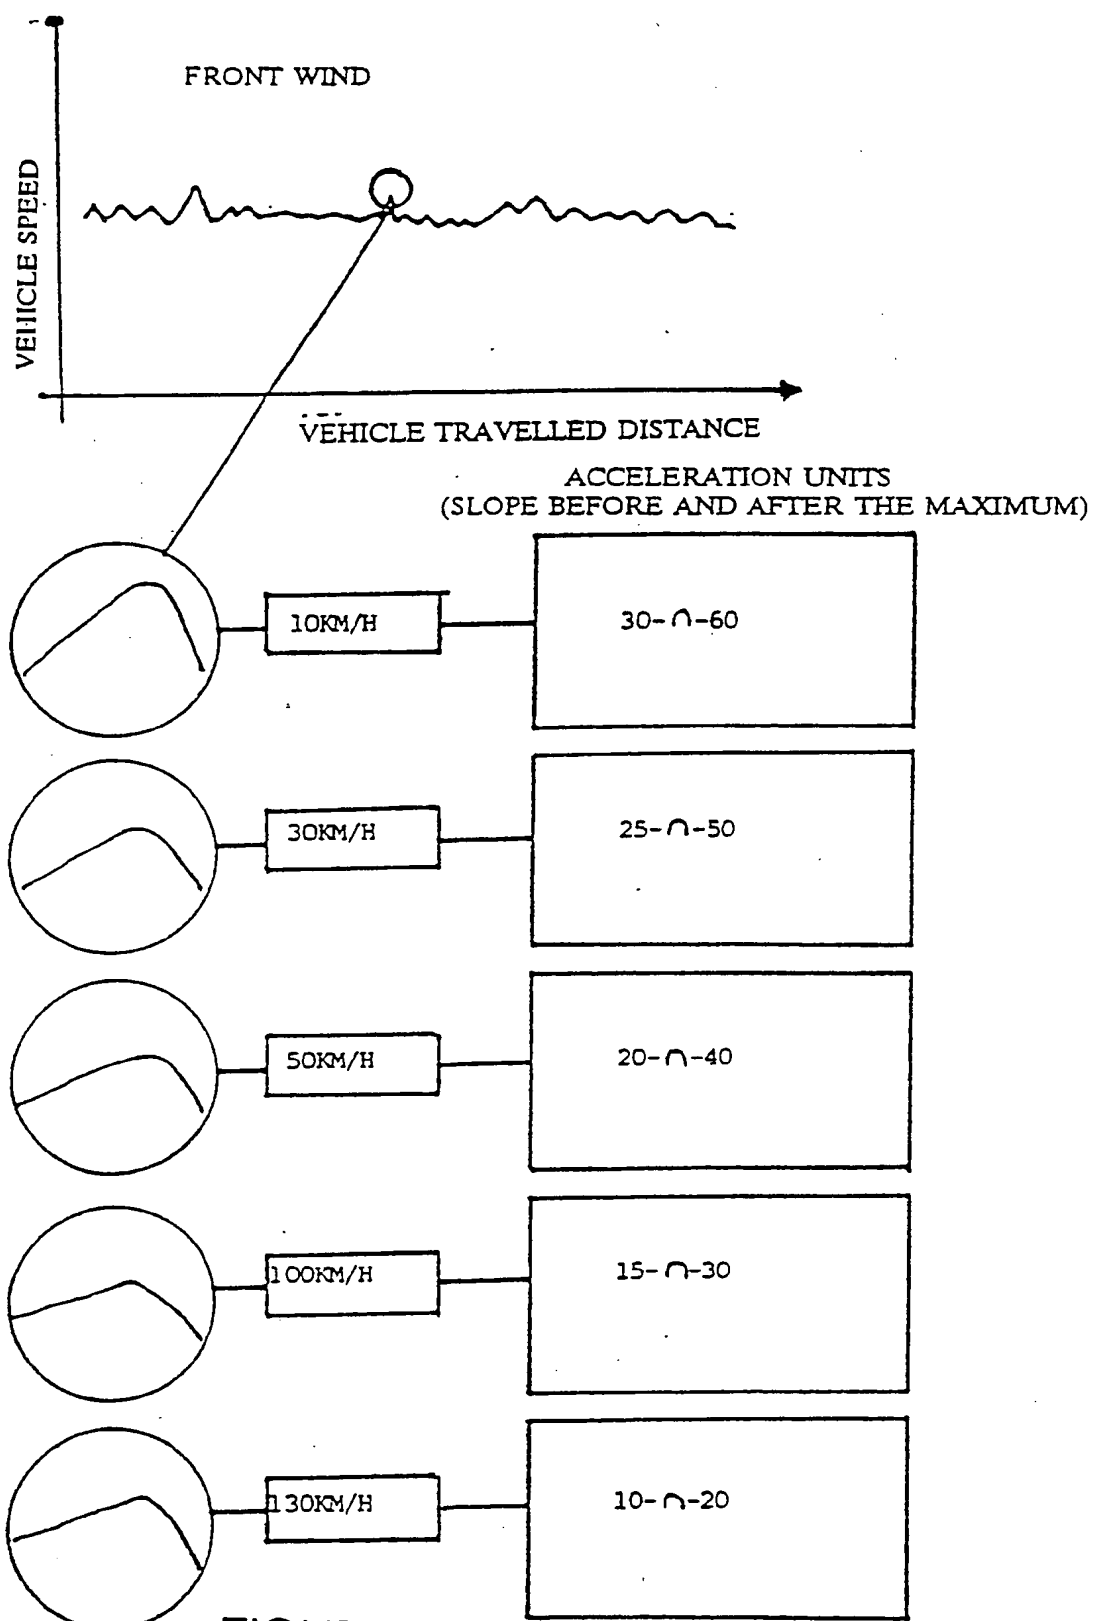 FRONT WIND
VEHICLE SPEED
VEHICLE TRAVELLED DISTANCE
ACCELERATION UNITS
(SLOPE BEFORE AND AFTER THE MAXIMUM)
10KM/H
30-∩-60
30KM/H
25-∩-50
50KM/H
20-∩-40
100KM/H
15-∩-30
130KM/H
10-∩-20